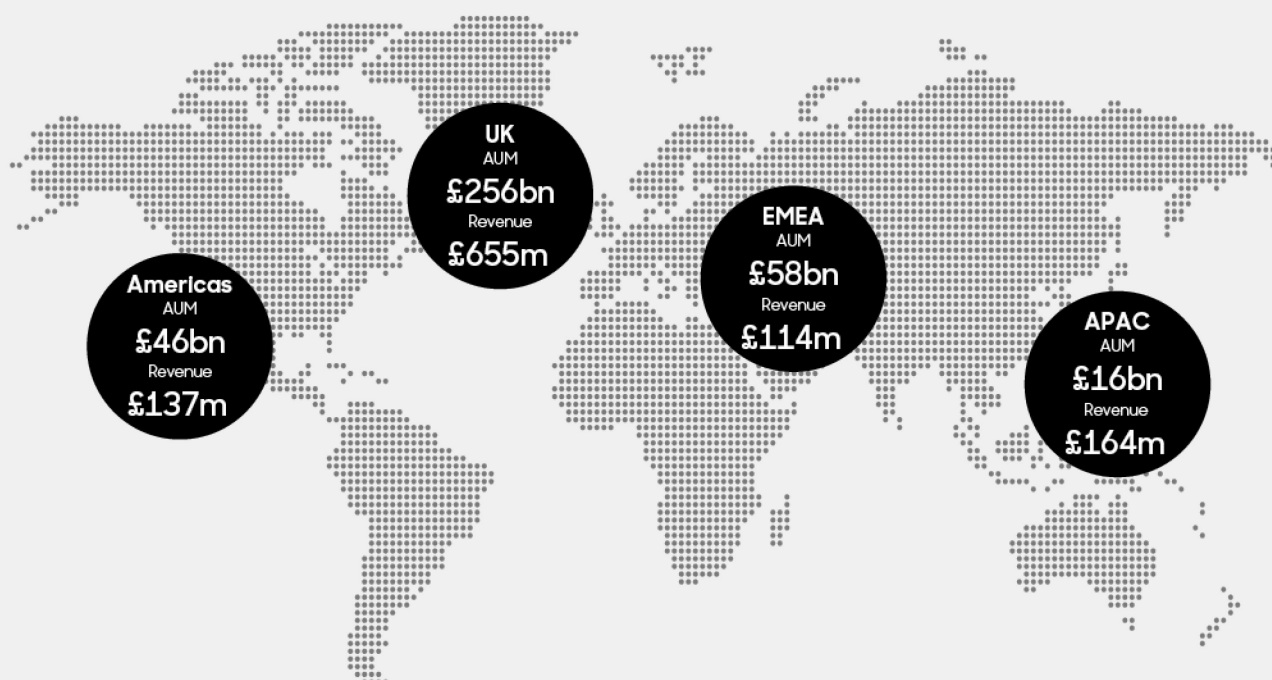 UK
AUM
£256bn
Revenue
£655m
EMEA
AUM
£58bn
Revenue
£114m
Americas
AUM
£46bn
Revenue
£137m
APAC
AUM
£16bn
Revenue
£164m